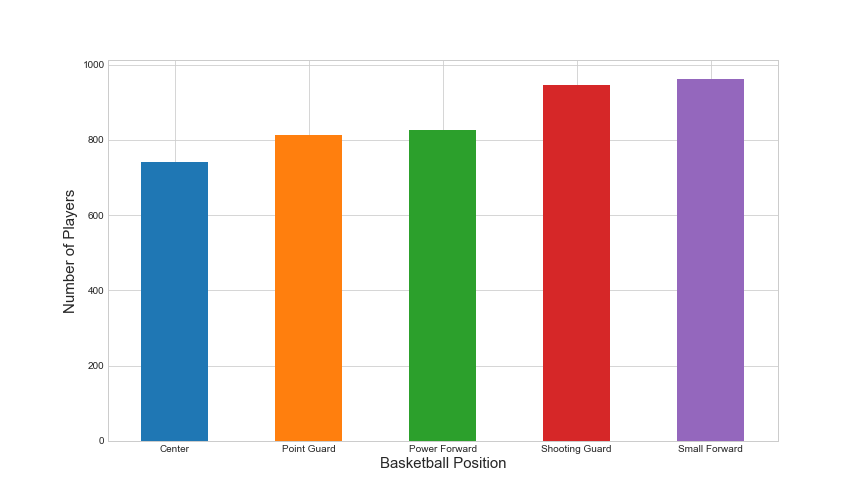 1000
800
600
400
200
0
Number of Players
Center Point Guard Power Forward Shooting Guard Small Forward
Basketball Position